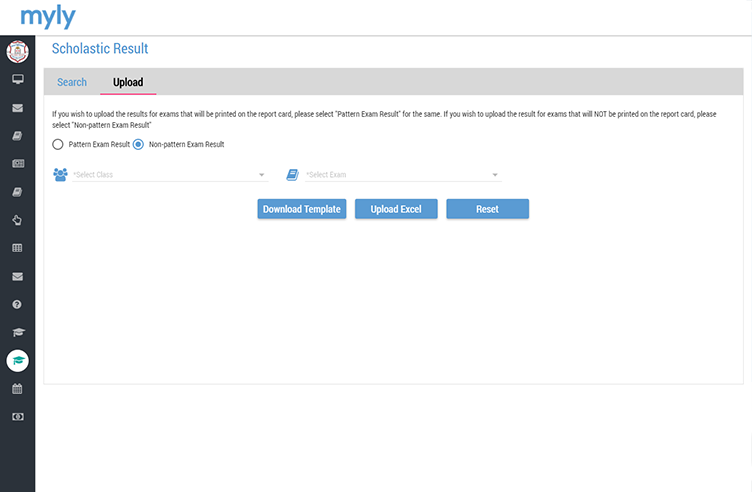 myly
Scholastic Result
Search Upload
If you wish to upload the results for exams that will be printed on the report card, please select "Pattern Exam Result" for the same. If you wish to upload the result for exams that will NOT be printed on the report card, please
select "Non-pattern Exam Result"
Pattern Exam Result Non-pattern Exam Result
*Select Class *Select Exam
Download Template Upload Excel Reset